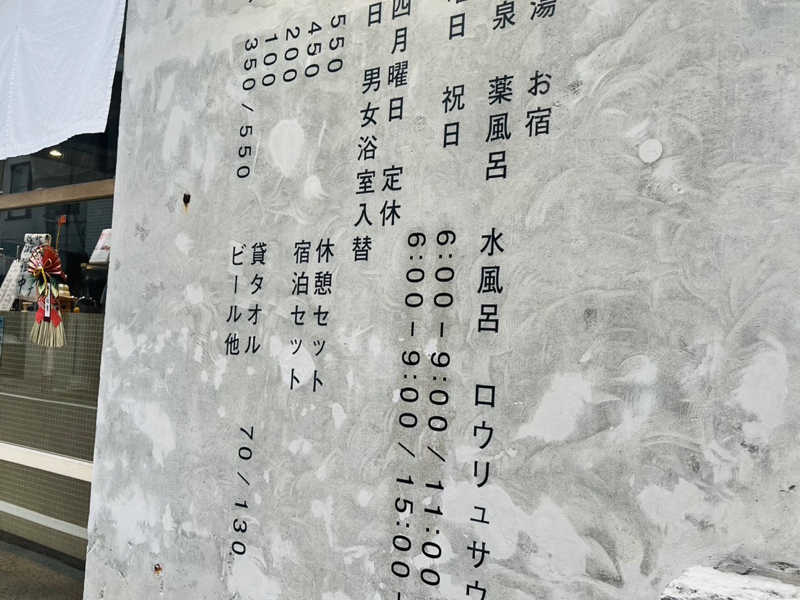 湯 お宿
泉 薬風呂 水風呂 ロウリュサウ
日 祝日 6:00-9:00/11:00
6:00-9:00/15:00-
四月曜日 定休
日 男女浴室入替
550 休憩セット
450 宿泊セット
200
100 貸タオル
350/550 ビール他 70/130